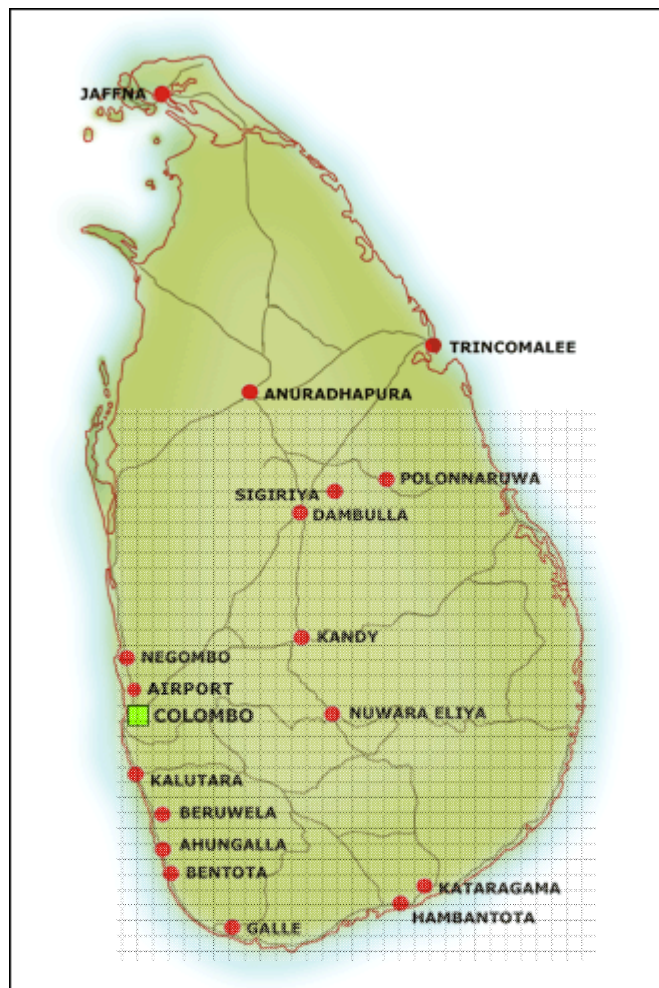 JAFFNA
TRINCOMALEE
ANURADHAPURA
POLONNARUWA
SIGIRIYA
DAMBULLA
KANDY
NEGOMBO
AIRPORT
COLOMBO
NUWARA ELIYA
KALUTARA
BERUWELA
AHUNGALLA
BENTOTA
KATARAGAMA
HAMBANTOTA
GALLE